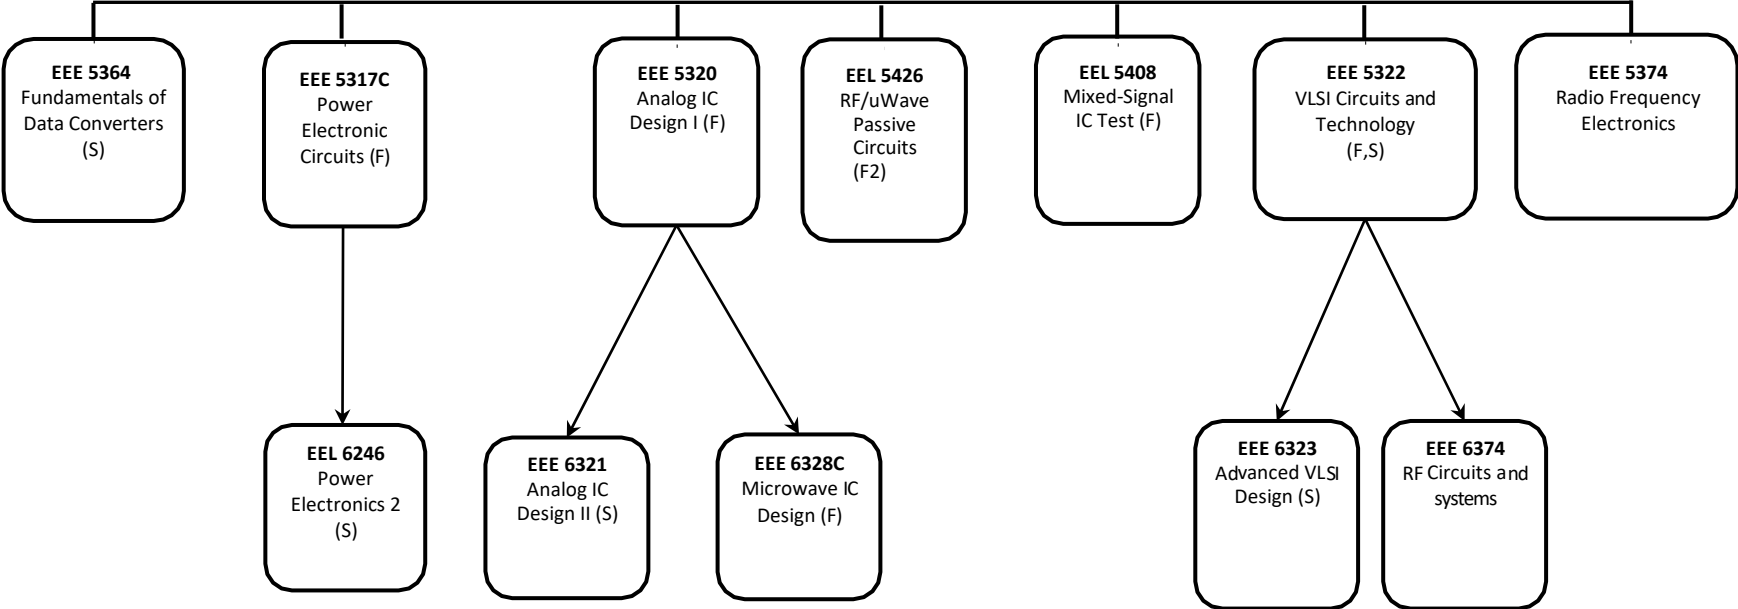 EEE 5364
Fundamentals of
Data Converters
(S)
EEE 5317C
Power
Electronic
Circuits (F)
EEE 5320
Analog IC
Design I (F)
EEL 5426
RF/uWave
Passive
Circuits
(F2)
EEL 5408
Mixed-Signal
IC Test (F)
EEE 5322
VLSI Circuits and
Technology
(F,S)
EEE 5374
Radio Frequency
Electronics
EEL 6246
Power
Electronics 2
(S)
EEE 6321
Analog IC
Design II (S)
EEE 6328C
Microwave IC
Design (F)
EEE 6323
Advanced VLSI
Design (S)
EEE 6374
RF Circuits and
systems